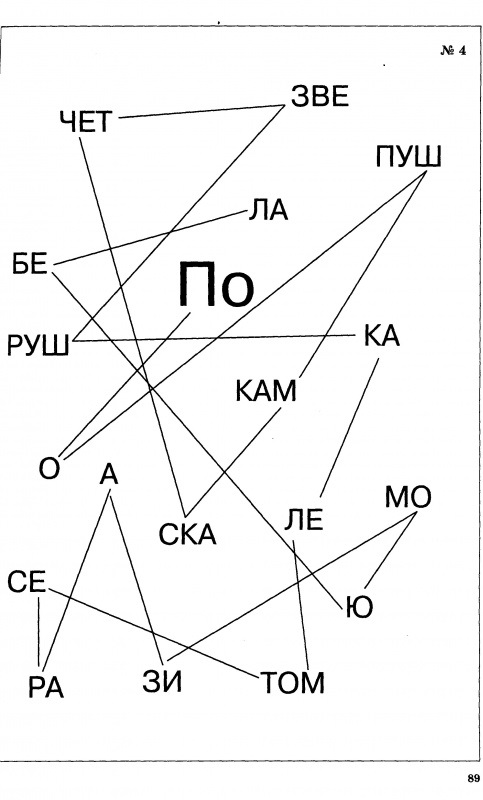 № 4
ЗВЕ
ЧЕТ
ПУШ
ЛА
БЕ
По
РУШ
КА
КАМ
О
А
МО
СКА
ЛЕ
СЕ
Ю
РА
ЗИ
ТОМ
89